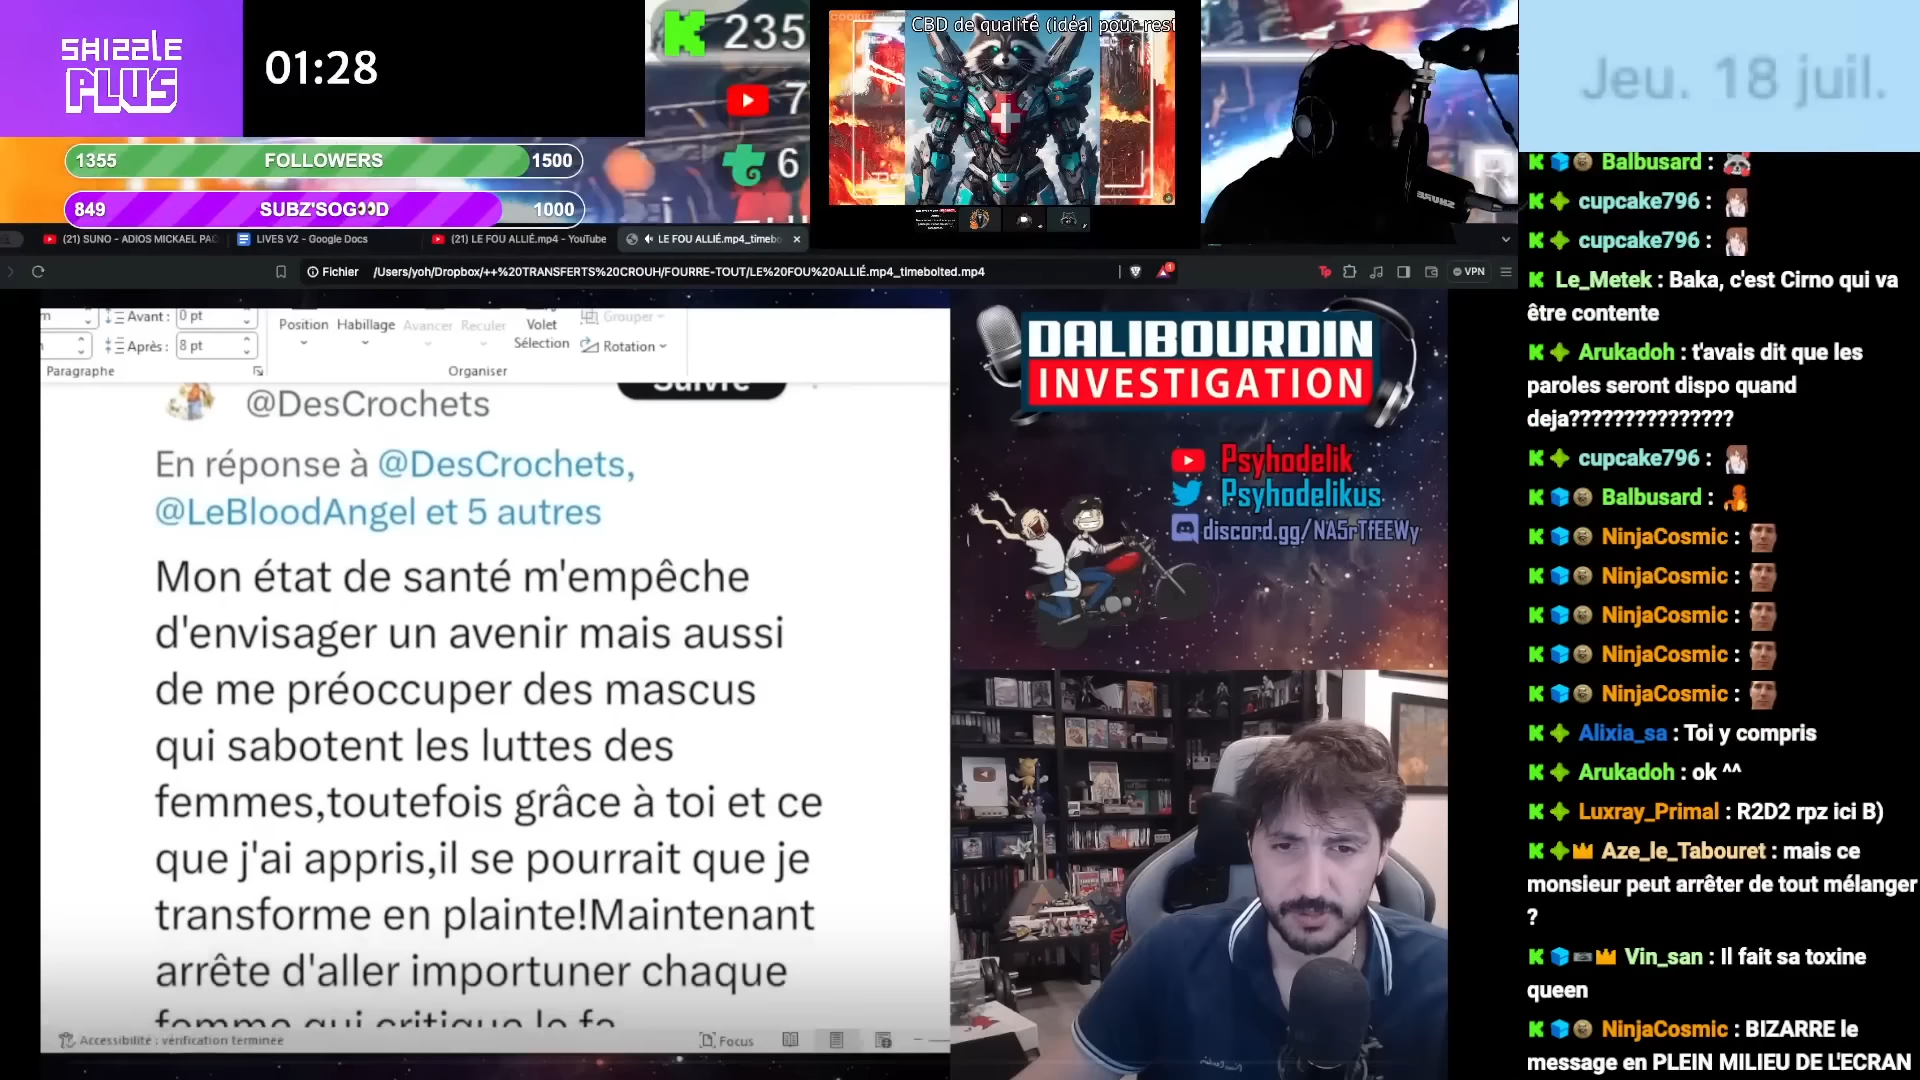 SHIZZLE
PLUS
01:28
235
7
6
1355 FOLLOWERS 1500
849 SUBZ'SOG👀D 1000
CBD de qualité (idéal pour rest
SHURE
Jeu. 18 juil.
(21) SUNO - ADIOS MICKAEL PAC
LIVES V2 - Google Docs
(21) LE FOU ALLIÉ.mp4 - YouTube
LE FOU ALLIÉ.mp4_timebo
Fichier /Users/yoh/Dropbox/++%20TRANSFERTS%20CROUH/FOURRE-TOUT/LE%20FOU%20ALLIÉ.mp4_timebolted.mp4
VPN
Avant : 0 pt
Après : 8 pt
Paragraphe
Position Habillage Avancer Reculer Volet Sélection
Grouper
Rotation
Organiser
Suivre
@DesCrochets
En réponse à @DesCrochets,
@LeBloodAngel et 5 autres
Mon état de santé m'empêche
d'envisager un avenir mais aussi
de me préoccuper des mascus
qui sabotent les luttes des
femmes,toutefois grâce à toi et ce
que j'ai appris,il se pourrait que je
transforme en plainte!Maintenant
arrête d'aller importuner chaque
femme qui critique le fe
Accessibilité : vérification terminée
Focus
DALIBOURDIN
INVESTIGATION
Psyhodelik
Psyhodelikus
discord.gg/NA5rTfEEWy
Balbusard :
cupcake796 :
cupcake796 :
Le_Metek : Baka, c'est Cirno qui va
être contente
Arukadoh : t'avais dit que les
paroles seront dispo quand
deja???????????????
cupcake796 :
Balbusard :
NinjaCosmic :
NinjaCosmic :
NinjaCosmic :
NinjaCosmic :
NinjaCosmic :
Alixia_sa : Toi y compris
Arukadoh : ok ^^
Luxray_Primal : R2D2 rpz ici B)
Aze_le_Tabouret : mais ce
monsieur peut arrêter de tout mélanger
?
Vin_san : Il fait sa toxine
queen
NinjaCosmic : BIZARRE le
message en PLEIN MILIEU DE L'ECRAN